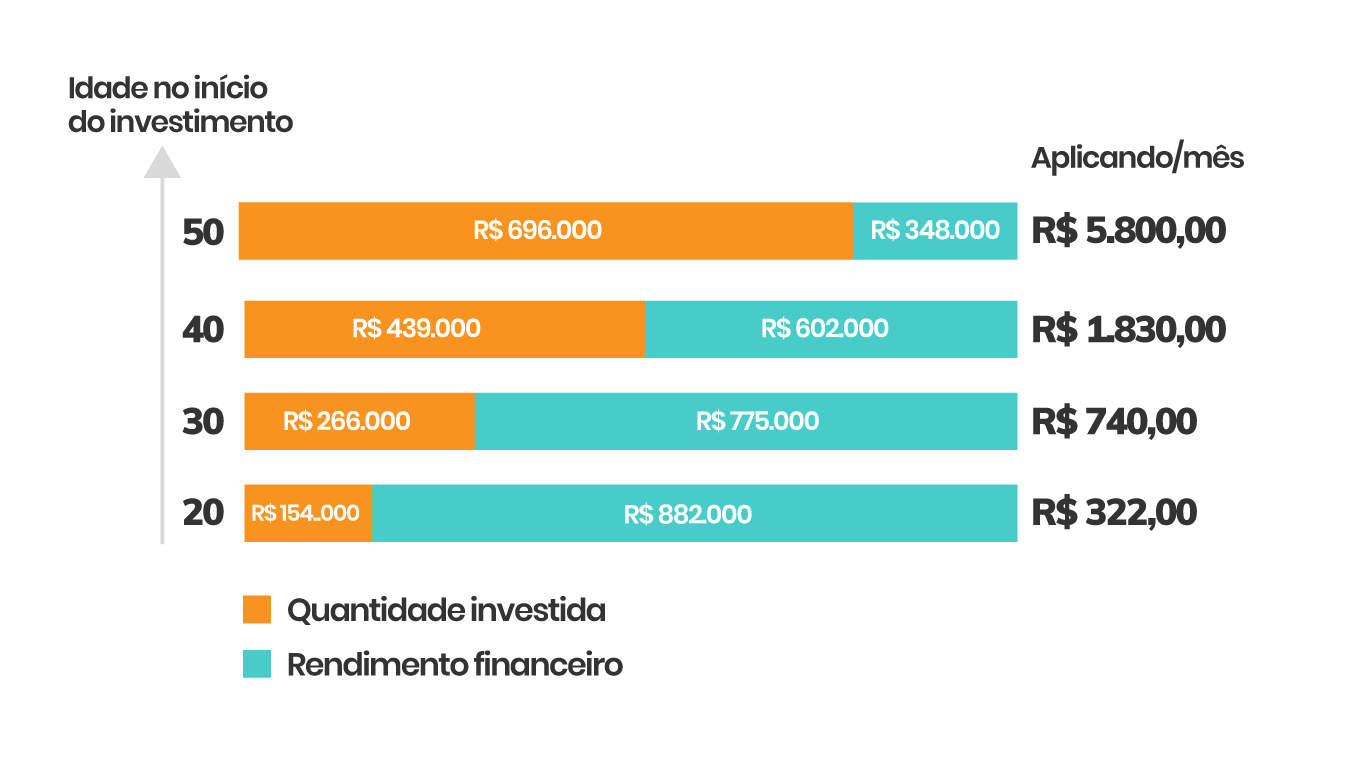 Idade no início
do investimento
Aplicando/mês
50 R$ 696.000 R$ 348.000 R$ 5.800,00
40 R$ 439.000 R$ 602.000 R$ 1.830,00
30 R$ 266.000 R$ 775.000 R$ 740,00
20 R$ 154..000 R$ 882.000 R$ 322,00
Quantidade investida
Rendimento financeiro